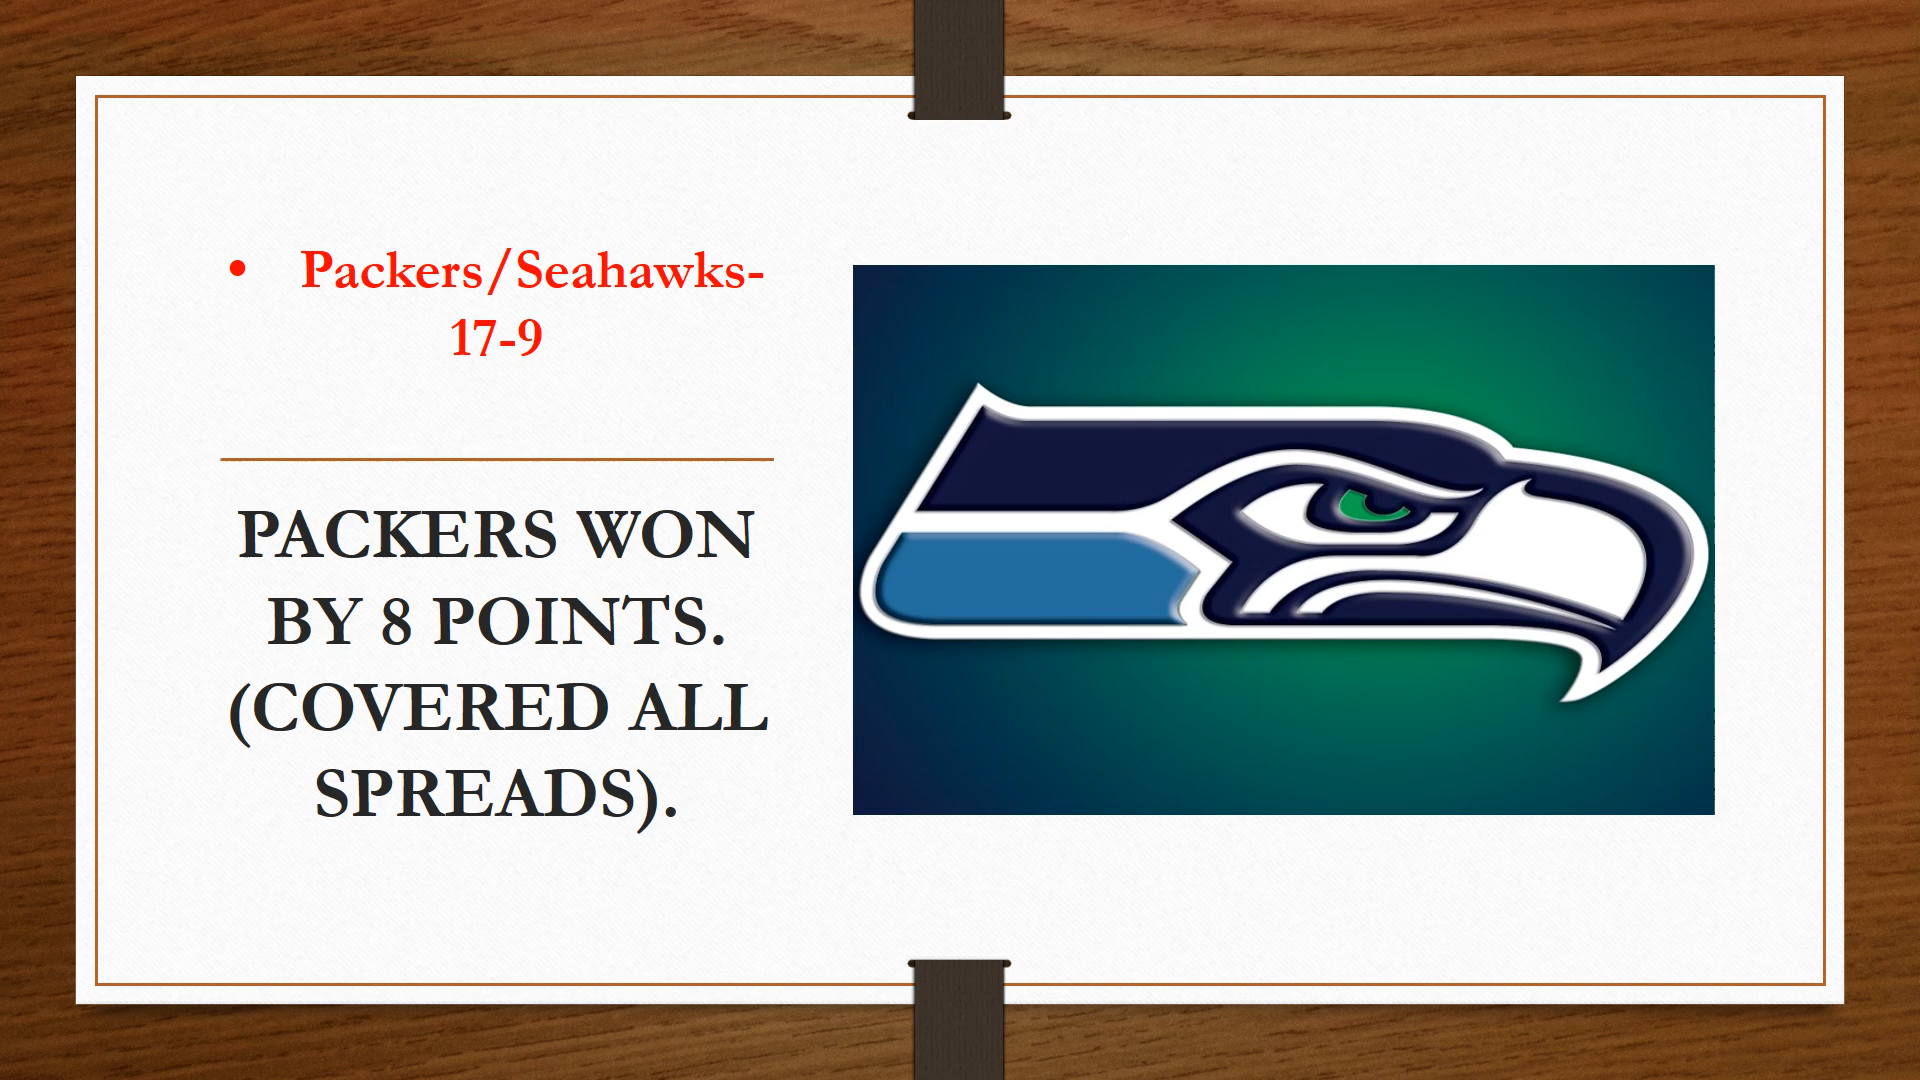 • Packers/Seahawks-
17-9
PACKERS WON
BY 8 POINTS.
(COVERED ALL
SPREADS).